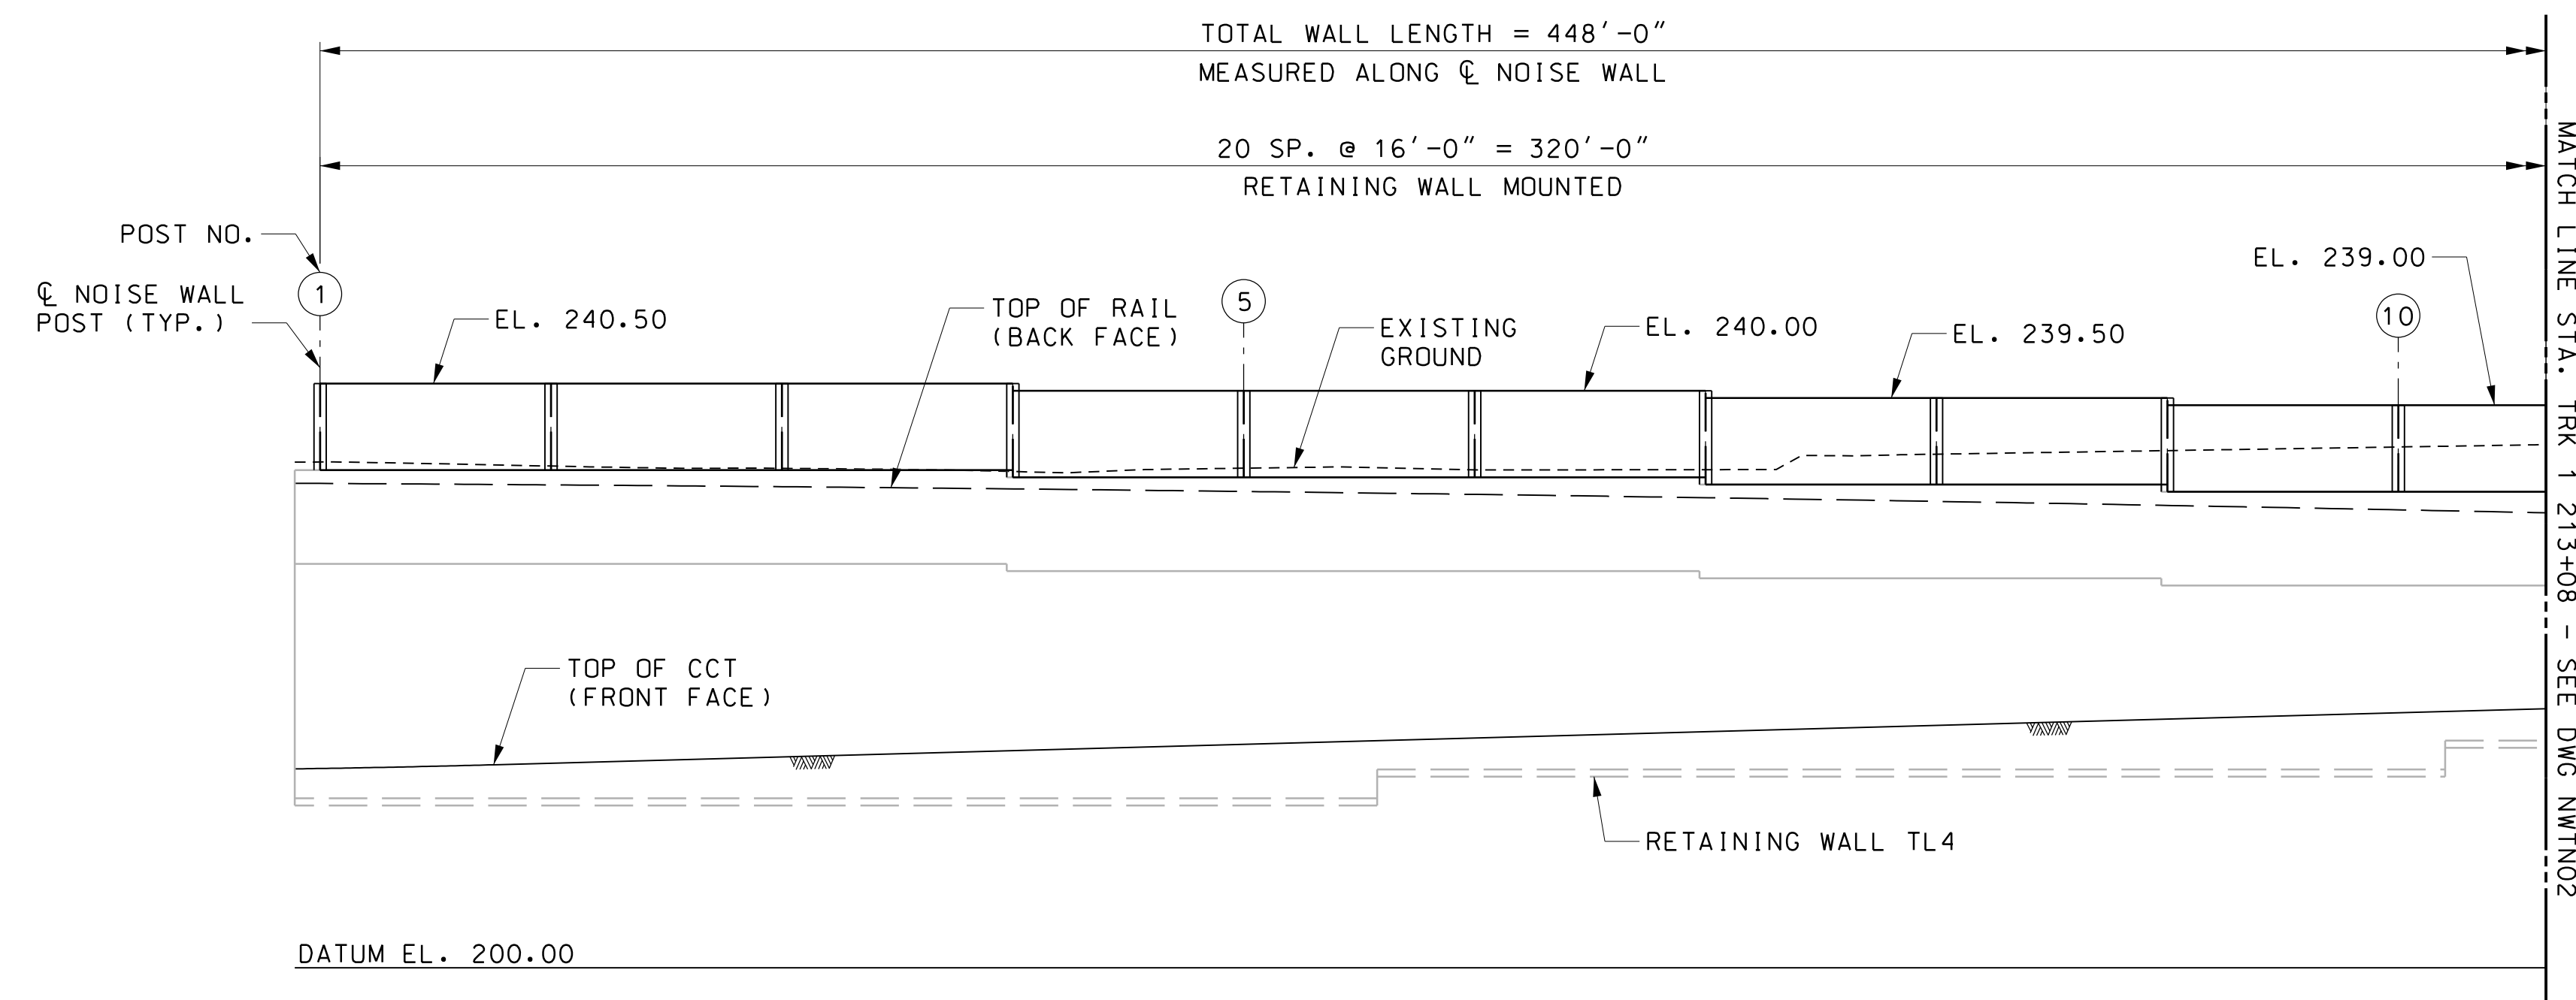 TOTAL WALL LENGTH = 448'-0"
MEASURED ALONG ℄ NOISE WALL
20 SP. @ 16'-0" = 320'-0"
RETAINING WALL MOUNTED
POST NO.
1
℄ NOISE WALL
POST (TYP.)
EL. 240.50
TOP OF RAIL
(BACK FACE)
5
EXISTING
GROUND
EL. 240.00
EL. 239.50
EL. 239.00
10
TOP OF CCT
(FRONT FACE)
RETAINING WALL TL4
DATUM EL. 200.00
MATCH LINE STA. TRK 1 213+08 - SEE DWG NWTN02